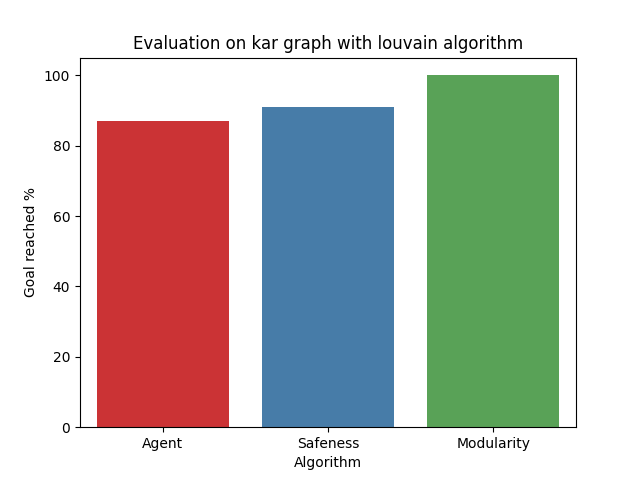 Evaluation on kar graph with louvain algorithm
Goal reached %
100
80
60
40
20
0
Agent Safeness Modularity
Algorithm